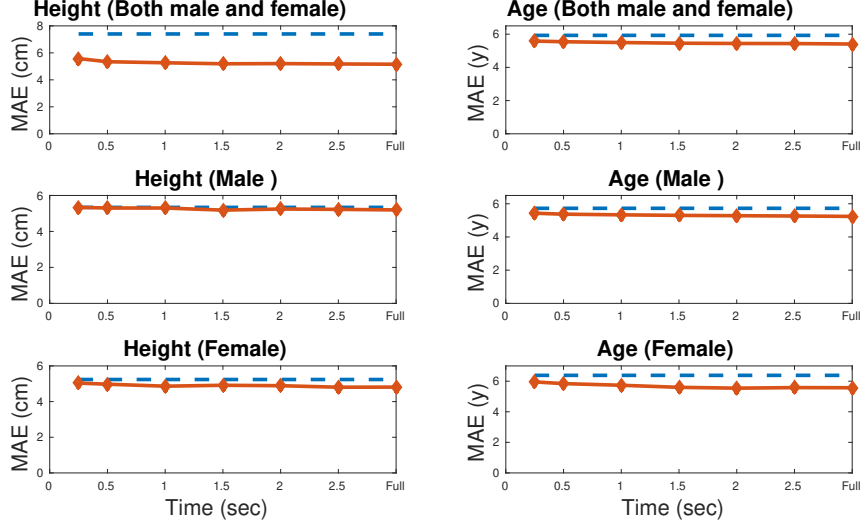 Height (Both male and female)
MAE (cm)
8
6
4
2
0
0 0.5 1 1.5 2 2.5 Full
Age (Both male and female)
MAE (y)
6
4
2
0
0 0.5 1 1.5 2 2.5 Full
Height (Male )
MAE (cm)
6
4
2
0
0 0.5 1 1.5 2 2.5 Full
Age (Male )
MAE (y)
6
4
2
0
0 0.5 1 1.5 2 2.5 Full
Height (Female)
MAE (cm)
6
4
2
0
0 0.5 1 1.5 2 2.5 Full
Time (sec)
Age (Female)
MAE (y)
6
4
2
0
0 0.5 1 1.5 2 2.5 Full
Time (sec)